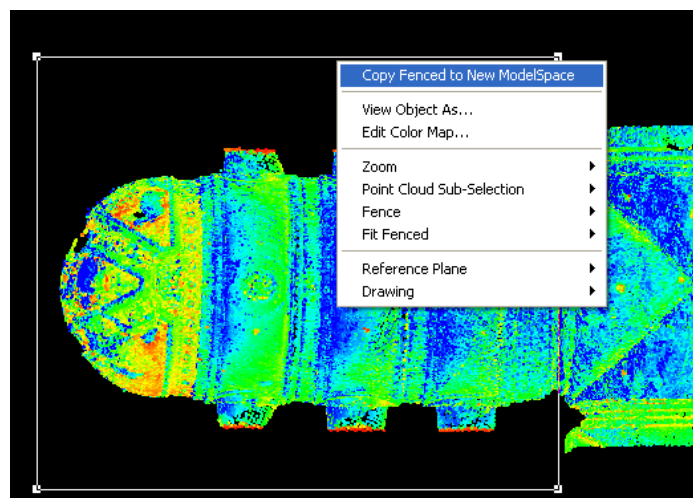 Copy Fenced to New ModelSpace
View Object As...
Edit Color Map...
Zoom
Point Cloud Sub-Selection
Fence
Fit Fenced
Reference Plane
Drawing